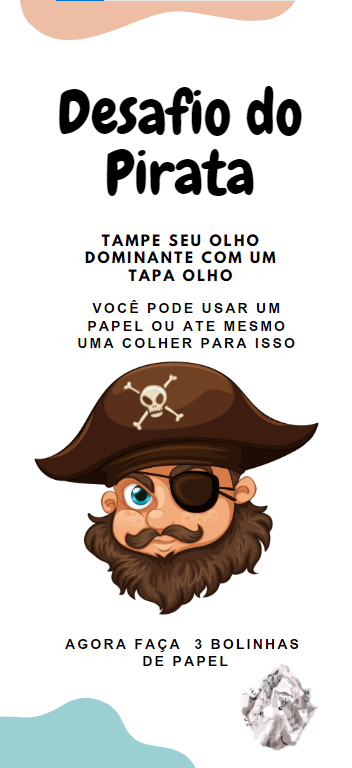 Desafio do
Pirata
TAMPE SEU OLHO
DOMINANTE COM UM
TAPA OLHO
VOCÊ PODE USAR UM
PAPEL OU ATE MESMO
UMA COLHER PARA ISSO
AGORA FAÇA 3 BOLINHAS
DE PAPEL